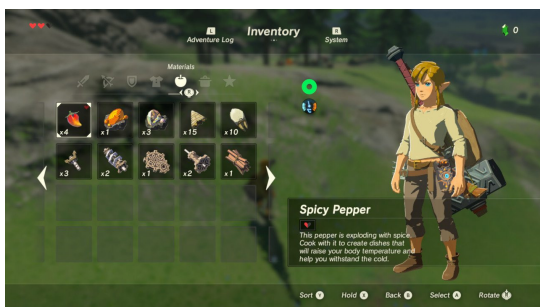 L
R
Adventure Log
Inventory
System
0
Materials
R
x4
x1
x3
x15
x10
x3
x2
x1
x2
x1
Spicy Pepper
This pepper is exploding with spice.
Cook with it to create dishes that
will raise your body temperature and
help you withstand the cold.
Sort Y Hold X Back B Select A Rotate R